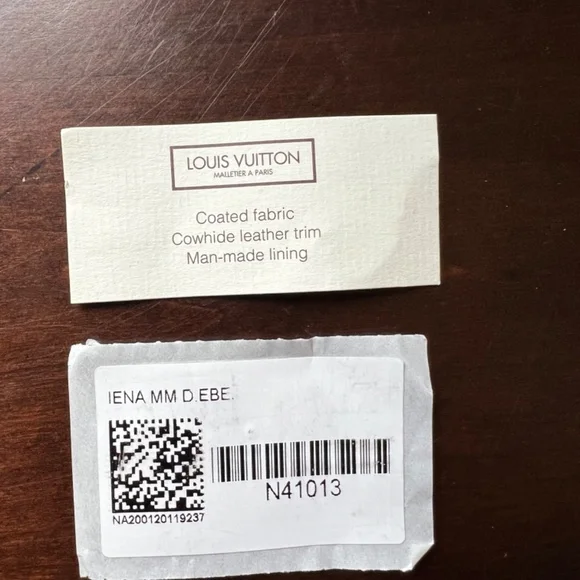 LOUIS VUITTON
MALLETIER A PARIS
Coated fabric
Cowhide leather trim
Man-made lining
IENA MM D.EBE.
N41013
NA200120119237